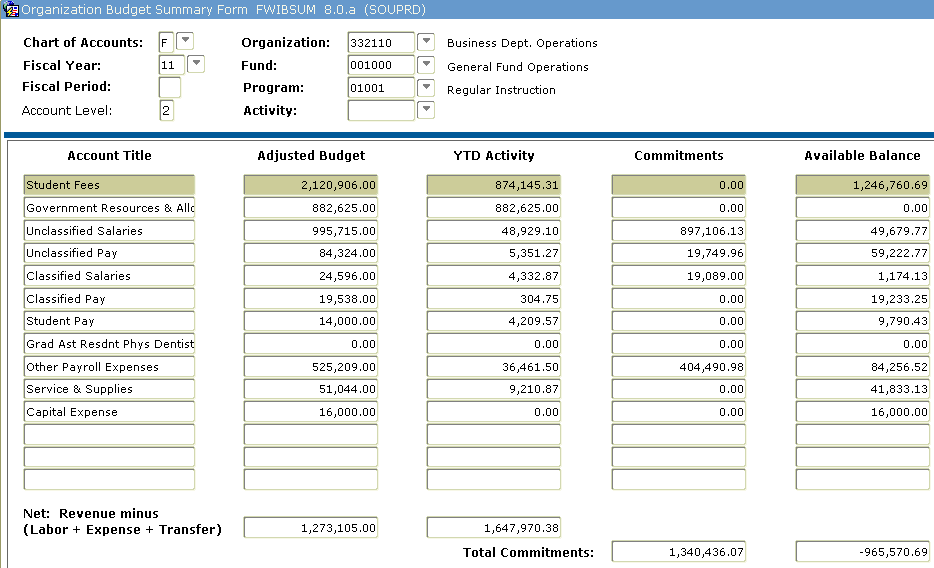 Organization Budget Summary Form FWIBSUM 8.0.a (SOUPRD)
Chart of Accounts: F Organization: 332110 Business Dept. Operations
Fiscal Year: 11 Fund: 001000 General Fund Operations
Fiscal Period: Program: 01001 Regular Instruction
Account Level: 2 Activity:
Account Title Adjusted Budget YTD Activity Commitments Available Balance
Student Fees 2,120,906.00 874,145.31 0.00 1,246,760.69
Government Resources & Allo 882,625.00 882,625.00 0.00 0.00
Unclassified Salaries 995,715.00 48,929.10 897,106.13 49,679.77
Unclassified Pay 84,324.00 5,351.27 19,749.96 59,222.77
Classified Salaries 24,596.00 4,332.87 19,089.00 1,174.13
Classified Pay 19,538.00 304.75 0.00 19,233.25
Student Pay 14,000.00 4,209.57 0.00 9,790.43
Grad Ast Resdnt Phys Dentist 0.00 0.00 0.00 0.00
Other Payroll Expenses 525,209.00 36,461.50 404,490.98 84,256.52
Service & Supplies 51,044.00 9,210.87 0.00 41,833.13
Capital Expense 16,000.00 0.00 0.00 16,000.00
Net: Revenue minus
(Labor + Expense + Transfer) 1,273,105.00 1,647,970.38
Total Commitments: 1,340,436.07 -965,570.69